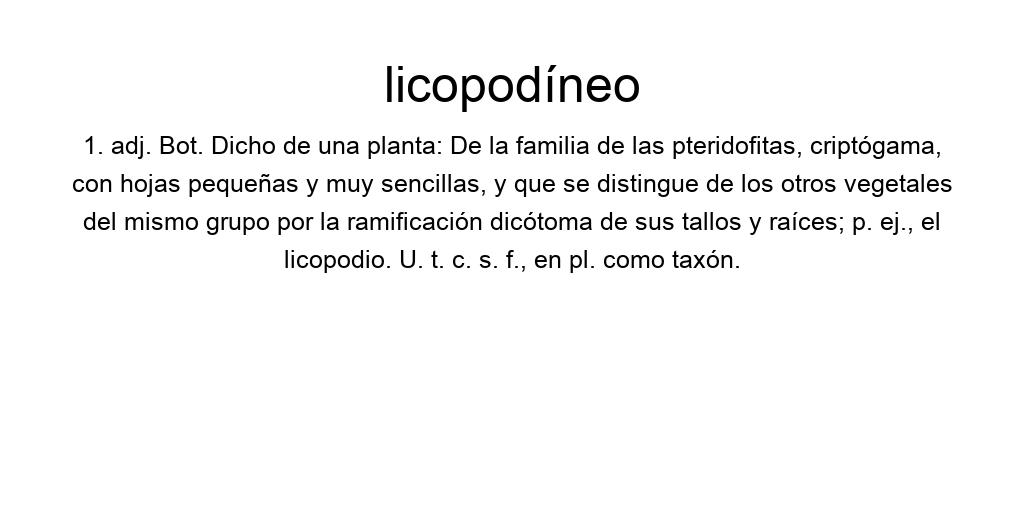 licopodíneo
1. adj. Bot. Dicho de una planta: De la familia de las pteridofitas, criptógama,
con hojas pequeñas y muy sencillas, y que se distingue de los otros vegetales
del mismo grupo por la ramificación dicótoma de sus tallos y raíces; p. ej., el
licopodio. U. t. c. s. f., en pl. como taxón.